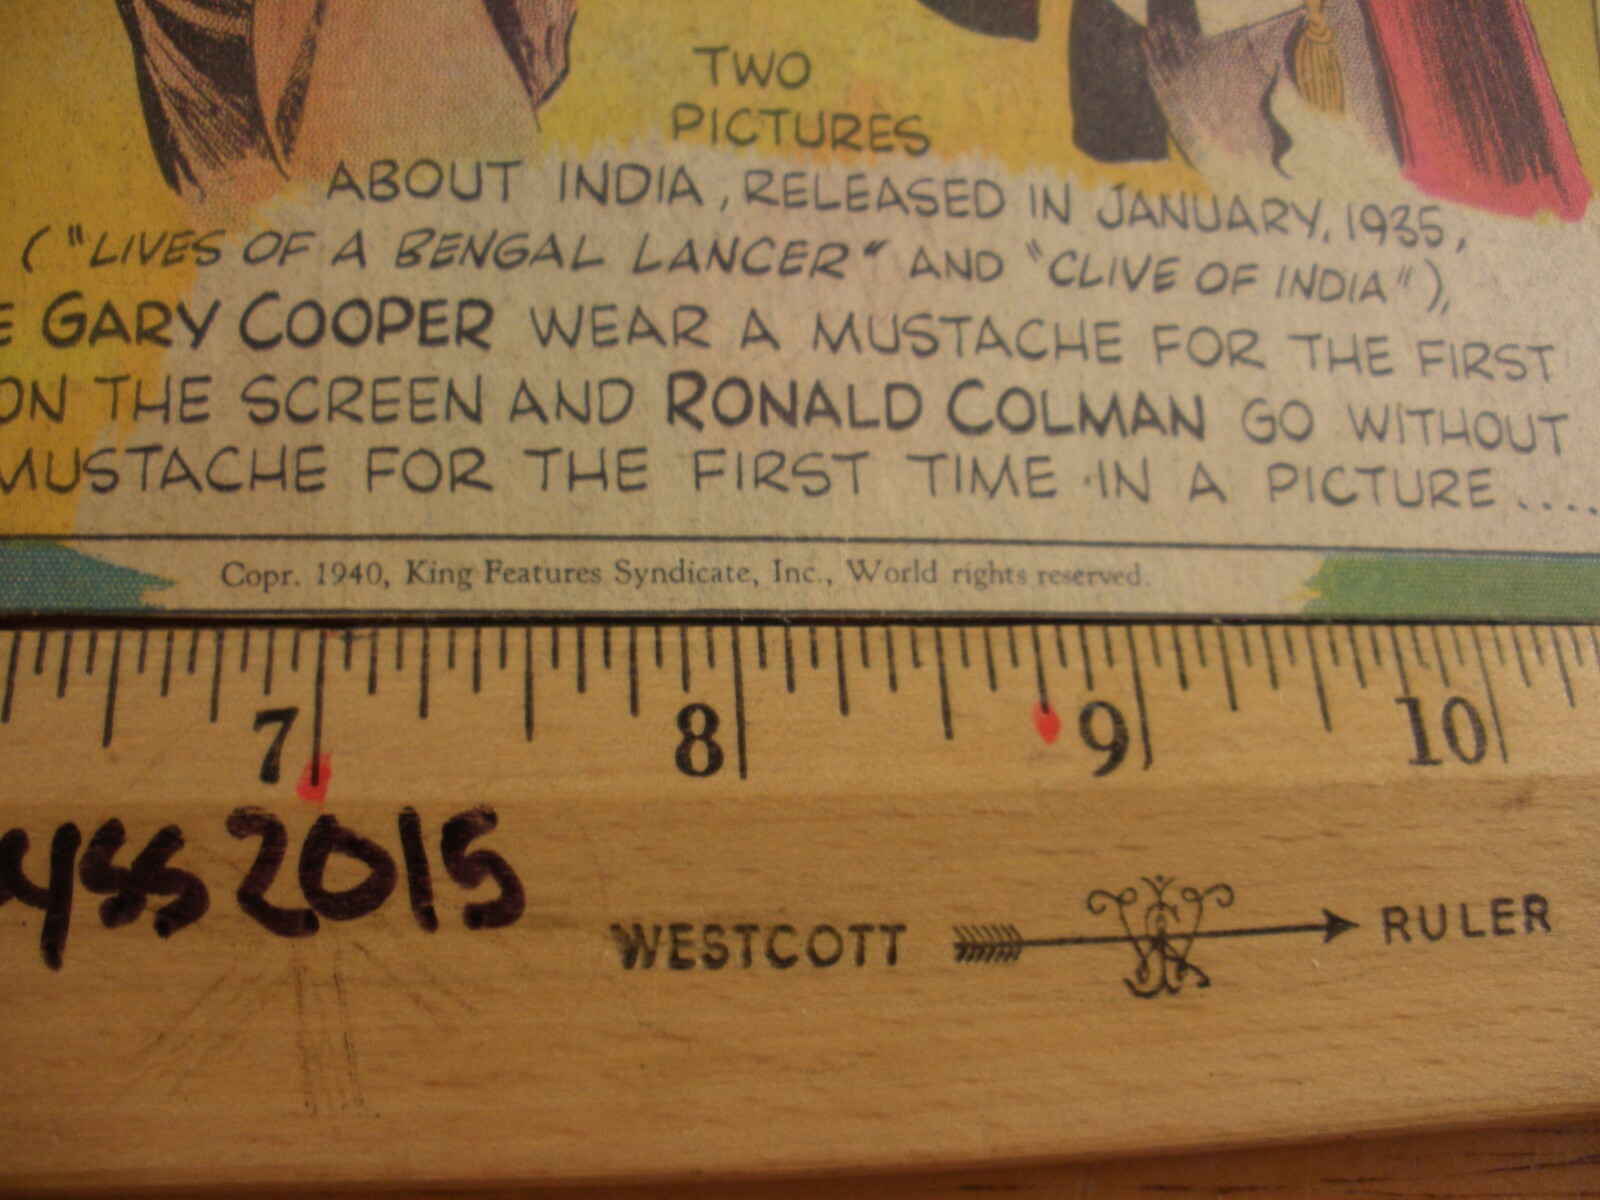 TWO
PICTURES
ABOUT INDIA, RELEASED IN JANUARY, 1935,
("LIVES OF A BENGAL LANCER" AND "CLIVE OF INDIA"),
E GARY COOPER WEAR A MUSTACHE FOR THE FIRST
ON THE SCREEN AND RONALD COLMAN GO WITHOUT
MUSTACHE FOR THE FIRST TIME IN A PICTURE....
Copr. 1940, King Features Syndicate, Inc., World rights reserved.
7 8 9 10
yss2015
WESTCOTT RULER